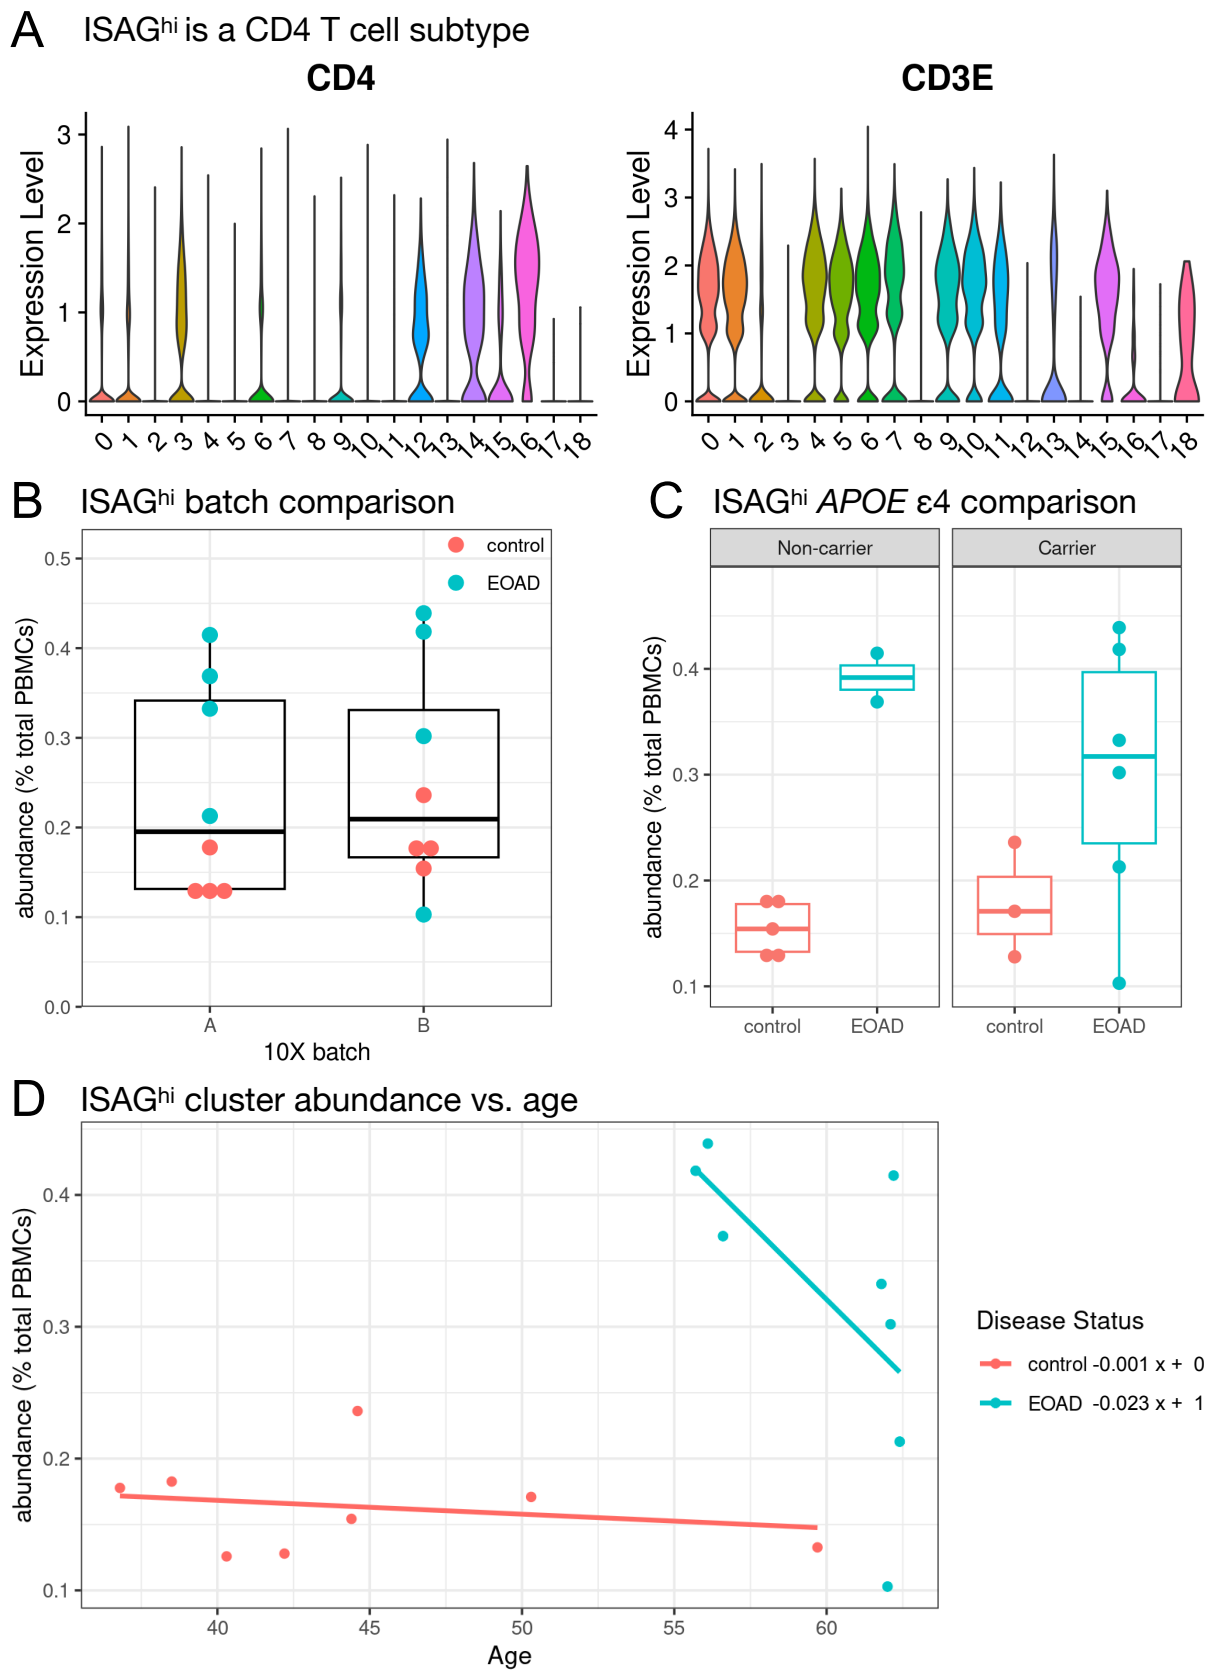 A ISAGhi is a CD4 T cell subtype
CD4
CD3E
Expression Level
3
2
1
0
0 1 2 3 4 5 6 7 8 9 10 11 12 13 14 15 16 17 18
Expression Level
4
3
2
1
0
0 1 2 3 4 5 6 7 8 9 10 11 12 13 14 15 16 17 18
B ISAGhi batch comparison
control
EOAD
abundance (% total PBMCs)
0.5
0.4
0.3
0.2
0.1
0.0
A B
10X batch
C ISAGhi APOE ε4 comparison
Non-carrier
Carrier
abundance (% total PBMCs)
0.4
0.3
0.2
0.1
control EOAD
control EOAD
D ISAGhi cluster abundance vs. age
abundance (% total PBMCs)
0.4
0.3
0.2
0.1
40 45 50 55 60
Age
Disease Status
control -0.001 x + 0
EOAD -0.023 x + 1